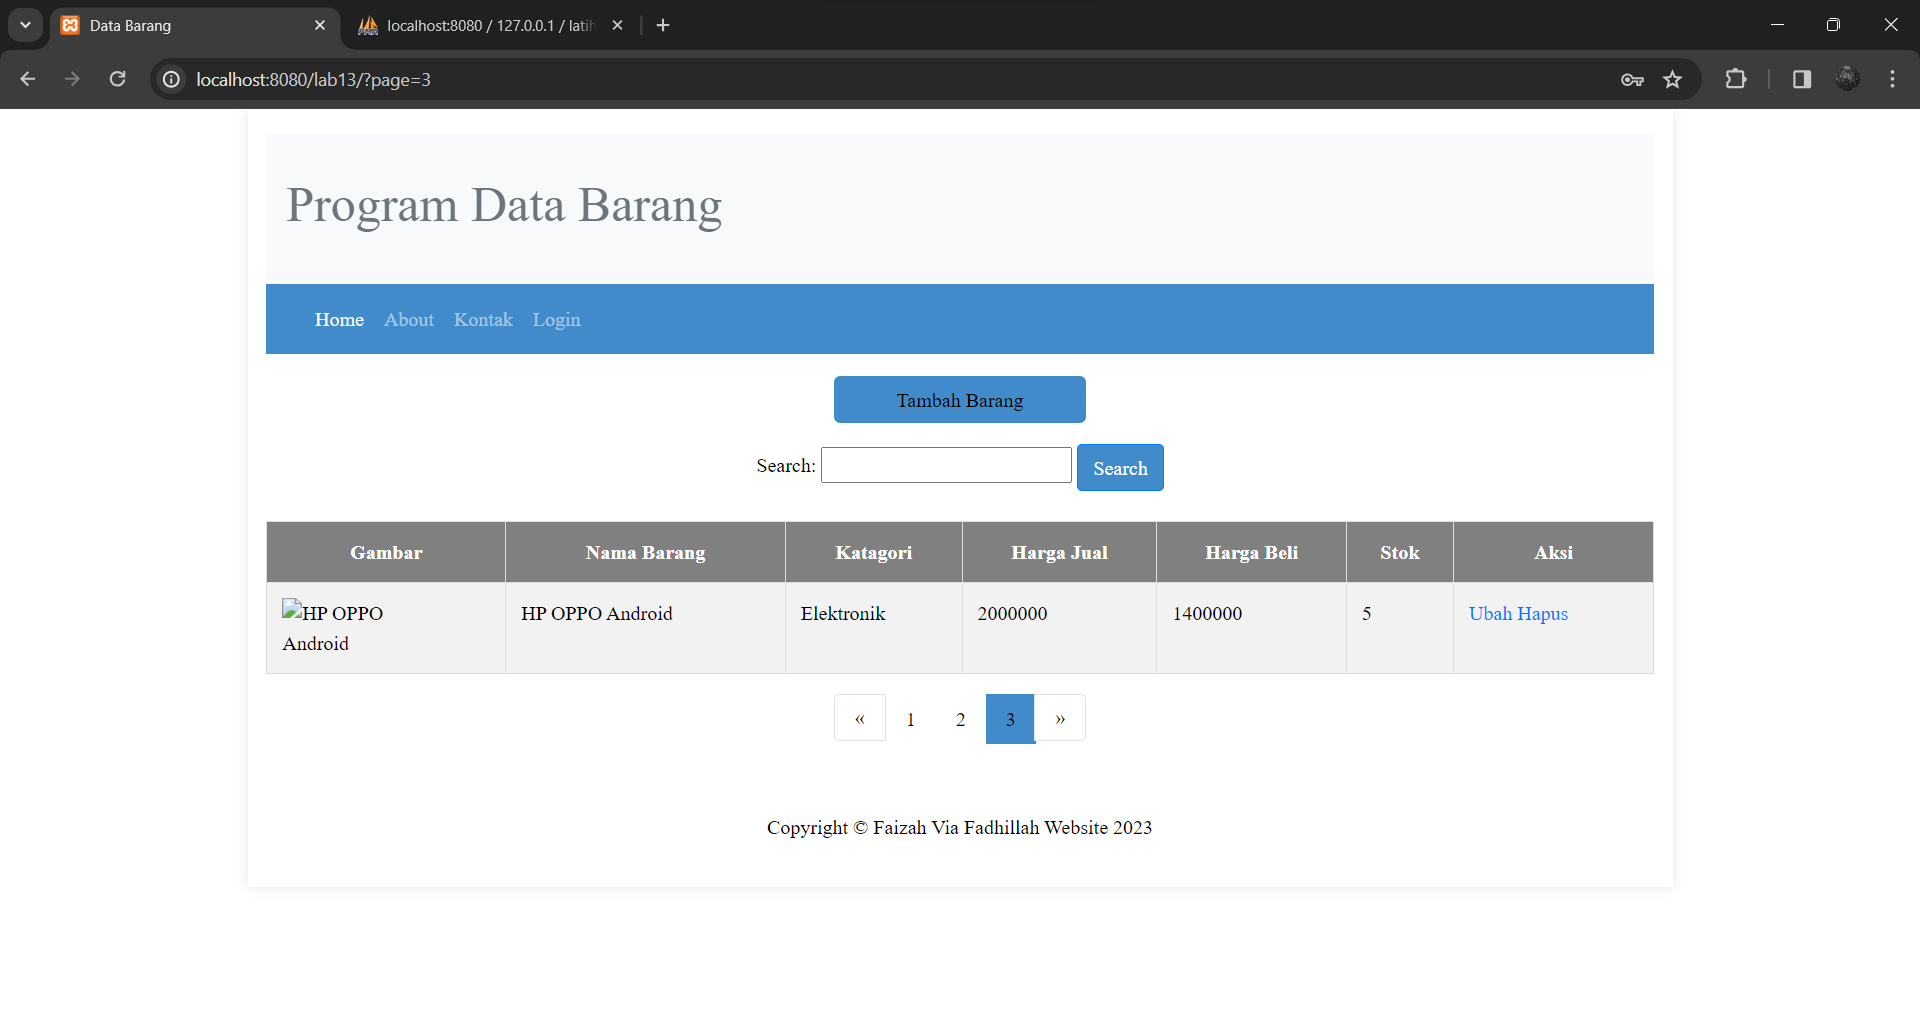 Data Barang
localhost:8080 / 127.0.0.1 / latih
localhost:8080/lab13/?page=3
Program Data Barang
Home About Kontak Login
Tambah Barang
Search: Search
Gambar Nama Barang Katagori Harga Jual Harga Beli Stok Aksi
HP OPPO HP OPPO Android Elektronik 2000000 1400000 5 Ubah Hapus
Android
« 1 2 3 »
Copyright © Faizah Via Fadhillah Website 2023